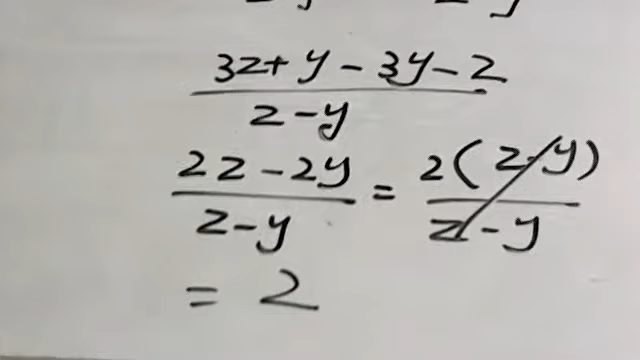 3z+y-3y-z
z-y
2z-2y = 2(z-y)
z-y z-y
= 2